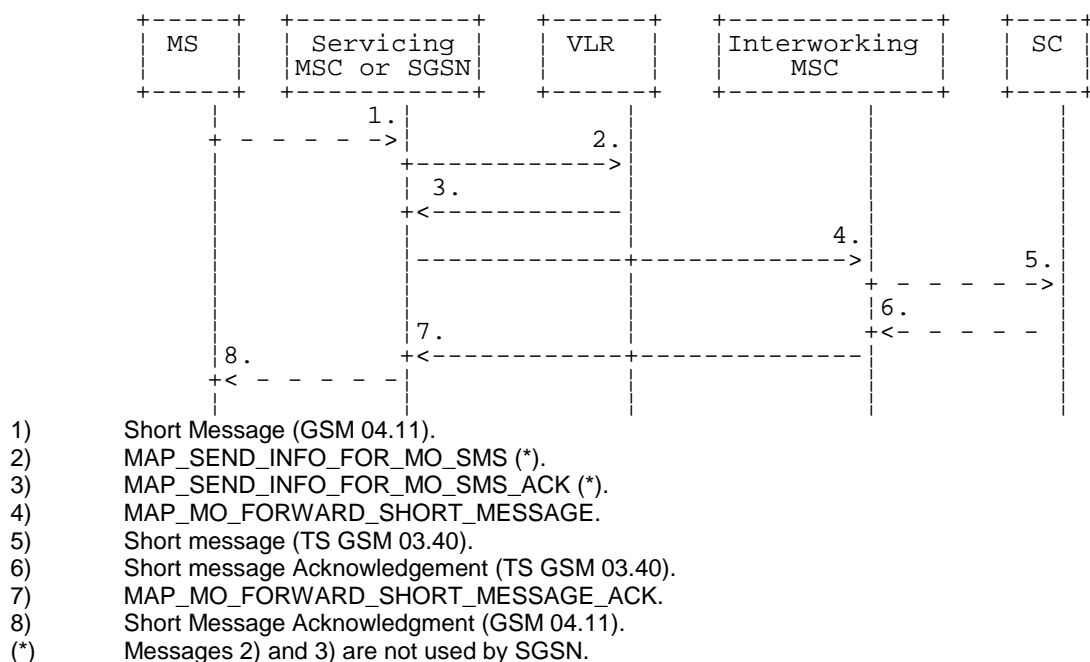 MS Servicing VLR Interworking SC
MSC or SGSN MSC
1.
2.
3.
4.
5.
6.
7.
8.
1) Short Message (GSM 04.11).
2) MAP_SEND_INFO_FOR_MO_SMS (*).
3) MAP_SEND_INFO_FOR_MO_SMS_ACK (*).
4) MAP_MO_FORWARD_SHORT_MESSAGE.
5) Short message (TS GSM 03.40).
6) Short message Acknowledgement (TS GSM 03.40).
7) MAP_MO_FORWARD_SHORT_MESSAGE_ACK.
8) Short Message Acknowledgment (GSM 04.11).
(*) Messages 2) and 3) are not used by SGSN.